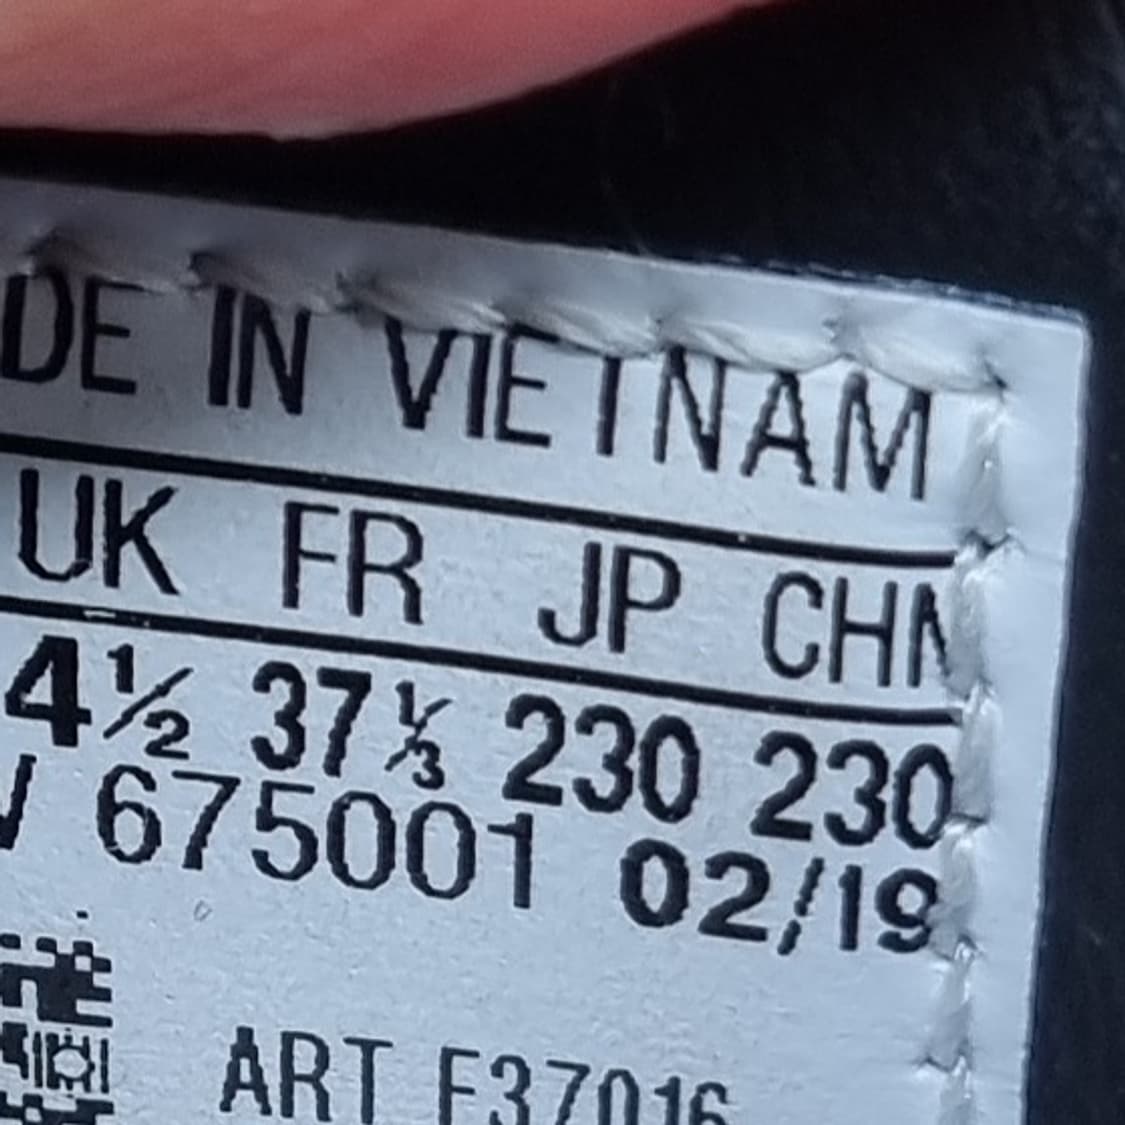 DE IN VIETNAM
UK FR JP CHN
4½ 37⅓ 230 230
675001 02/19
ART F37016